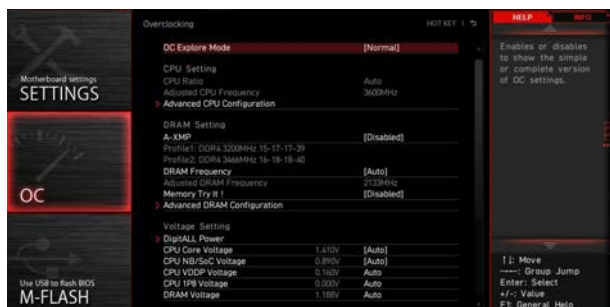 Overclocking
HOT KEY |
HELP
INFO
Motherboard settings
SETTINGS
OC
Use USB to flash BIOS
M-FLASH
OC Explore Mode [Normal]
CPU Setting
CPU Ratio Auto
Adjusted CPU Frequency 3600MHz
Advanced CPU Configuration
DRAM Setting
A-XMP [Disabled]
Profile1: DDR4 3200MHz 15-17-17-39
Profile2: DDR4 3466MHz 16-18-18-40
DRAM Frequency [Auto]
Adjusted DRAM Frequency 2133MHz
Memory Try It ! [Disabled]
Advanced DRAM Configuration
Voltage Setting
DigitALL Power
CPU Core Voltage 1.410V [Auto]
CPU NB/SoC Voltage 0.890V [Auto]
CPU VDDP Voltage 0.160V Auto
CPU 1P8 Voltage 0.000V Auto
DRAM Voltage 1.188V Auto
Enables or disables
to show the simple
or complete version
of OC settings.
↑↓: Move
: Group Jump
Enter: Select
+/-: Value
F1: General Help